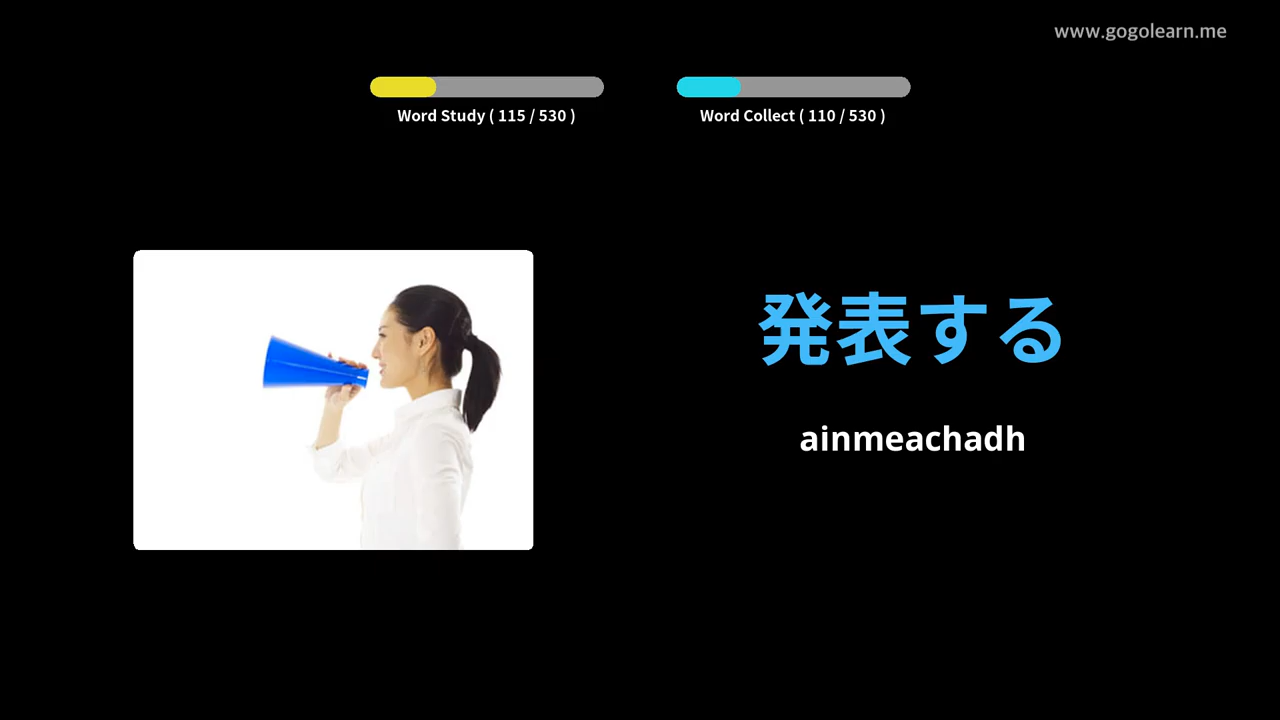 www.gogolearn.me
Word Study ( 115 / 530 )
Word Collect ( 110 / 530 )
発表する
ainmeachadh